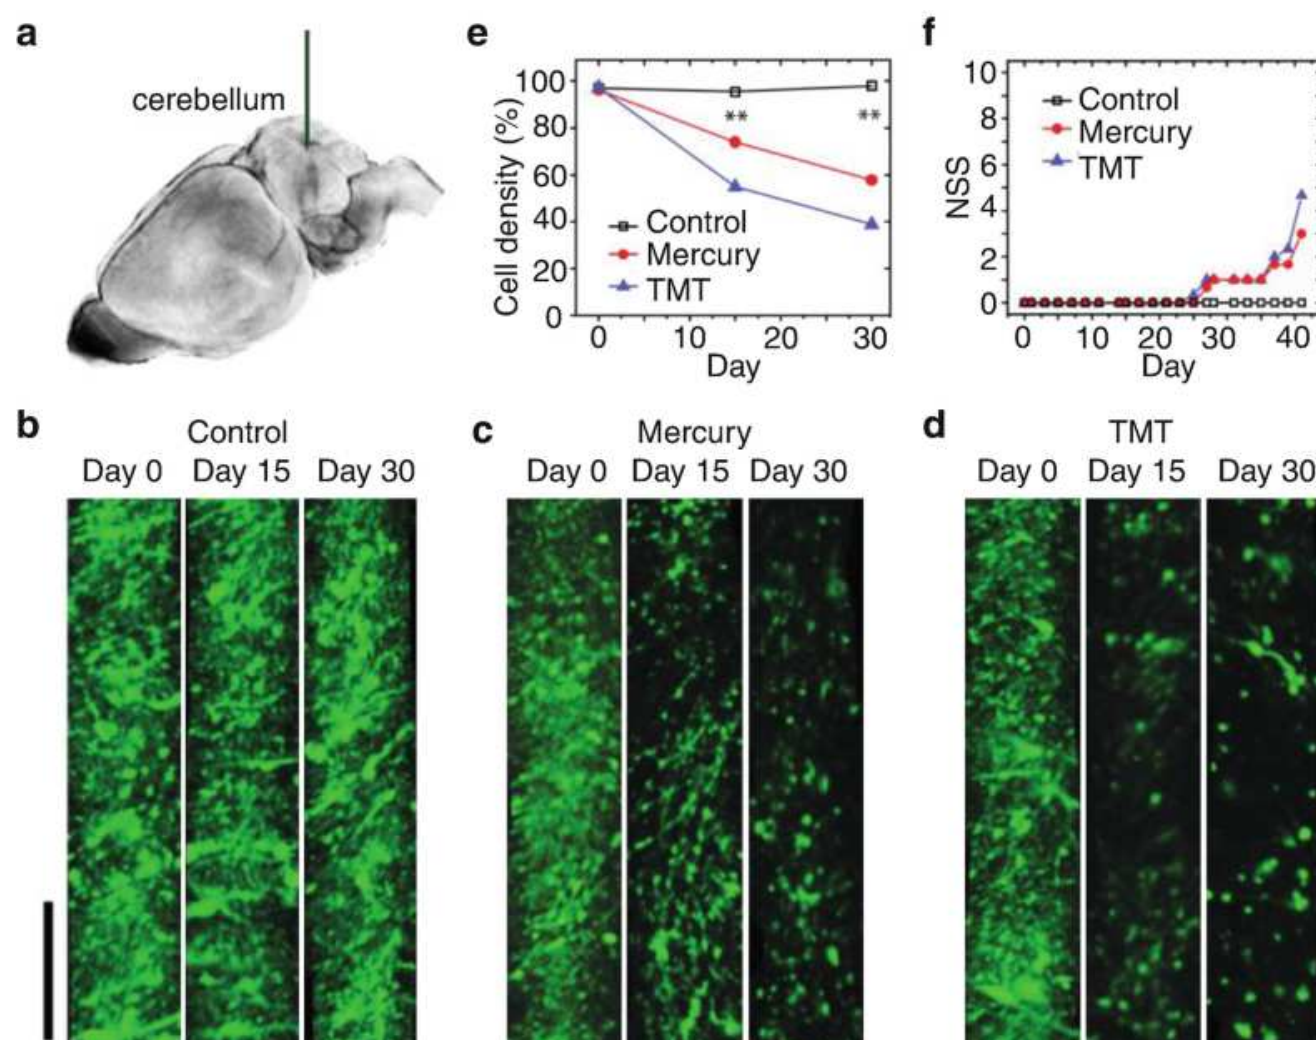 a
cerebellum
e
Cell density (%)
100
80
60
40
20
0
**
**
Control
Mercury
TMT
0 10 20 30
Day
f
NSS
10
8
6
4
2
0
Control
Mercury
TMT
0 10 20 30 40
Day
b
Control
Day 0 Day 15 Day 30
c
Mercury
Day 0 Day 15 Day 30
d
TMT
Day 0 Day 15 Day 30